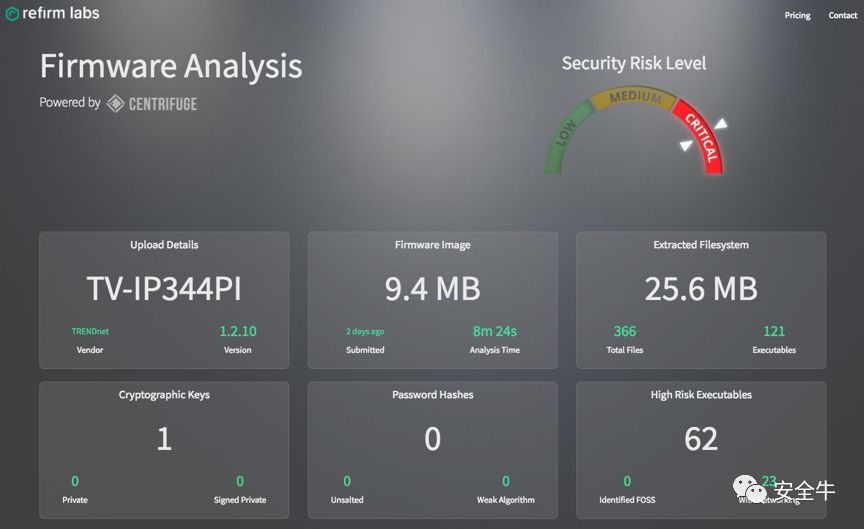 refirm labs
Pricing Contact
Firmware Analysis
Powered by CENTRIFUGE
Security Risk Level
LOW MEDIUM CRITICAL
Upload Details
TV-IP344PI
TRENDnet 1.2.10
Vendor Version
Firmware Image
9.4 MB
2 days ago 8m 24s
Submitted Analysis Time
Extracted Filesystem
25.6 MB
366 121
Total Files Executables
Cryptographic Keys
1
0 0
Private Signed Private
Password Hashes
0
0 0
Unsalted Weak Algorithm
High Risk Executables
62
0 23
Identified FOSS With Networking
安全牛